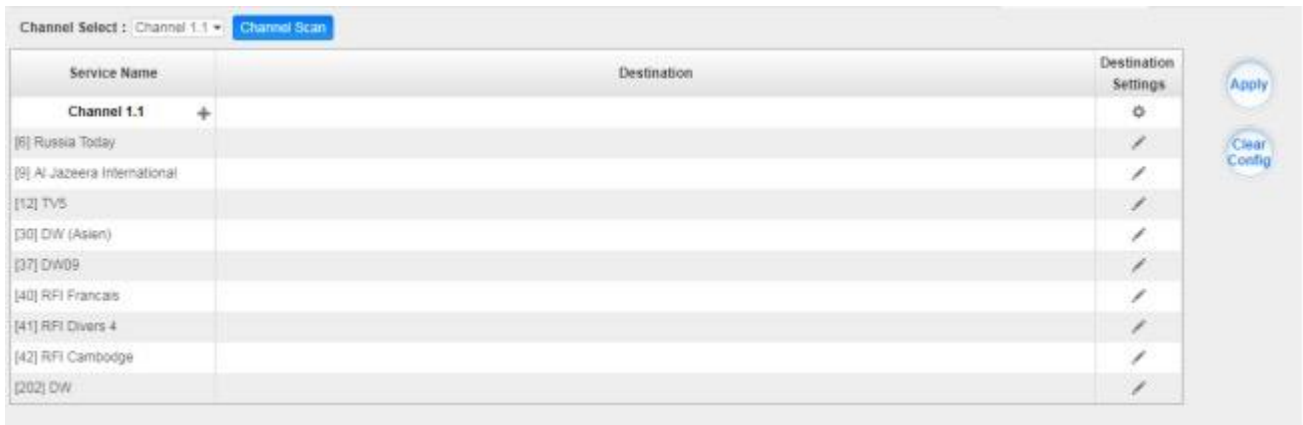 Channel Select : Channel 1.1 Channel Scan
Service Name Destination Destination Settings
Apply
Channel 1.1
[6] Russia Today
Clear Config
[9] Al Jazeera International
[12] TV5
[30] DW (Asien)
[37] DW09
[40] RFI Francais
[41] RFI Divers 4
[42] RFI Cambodge
[202] DW